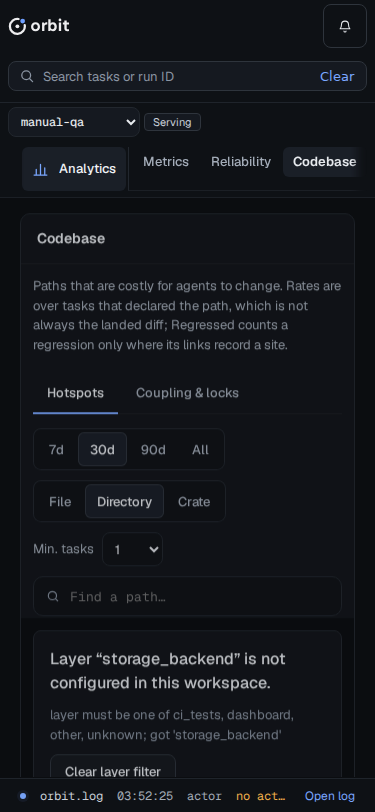 orbit
Search tasks or run ID Clear
manual-qa Serving
Analytics Metrics Reliability Codebase
Codebase
Paths that are costly for agents to change. Rates are
over tasks that declared the path, which is not
always the landed diff; Regressed counts a
regression only where its links record a site.
Hotspots Coupling & locks
7d 30d 90d All
File Directory Crate
Min. tasks 1
Find a path…
Layer “storage_backend” is not
configured in this workspace.
layer must be one of ci_tests, dashboard,
other, unknown; got 'storage_backend'
Clear layer filter
orbit.log 03:52:25 actor no act… Open log